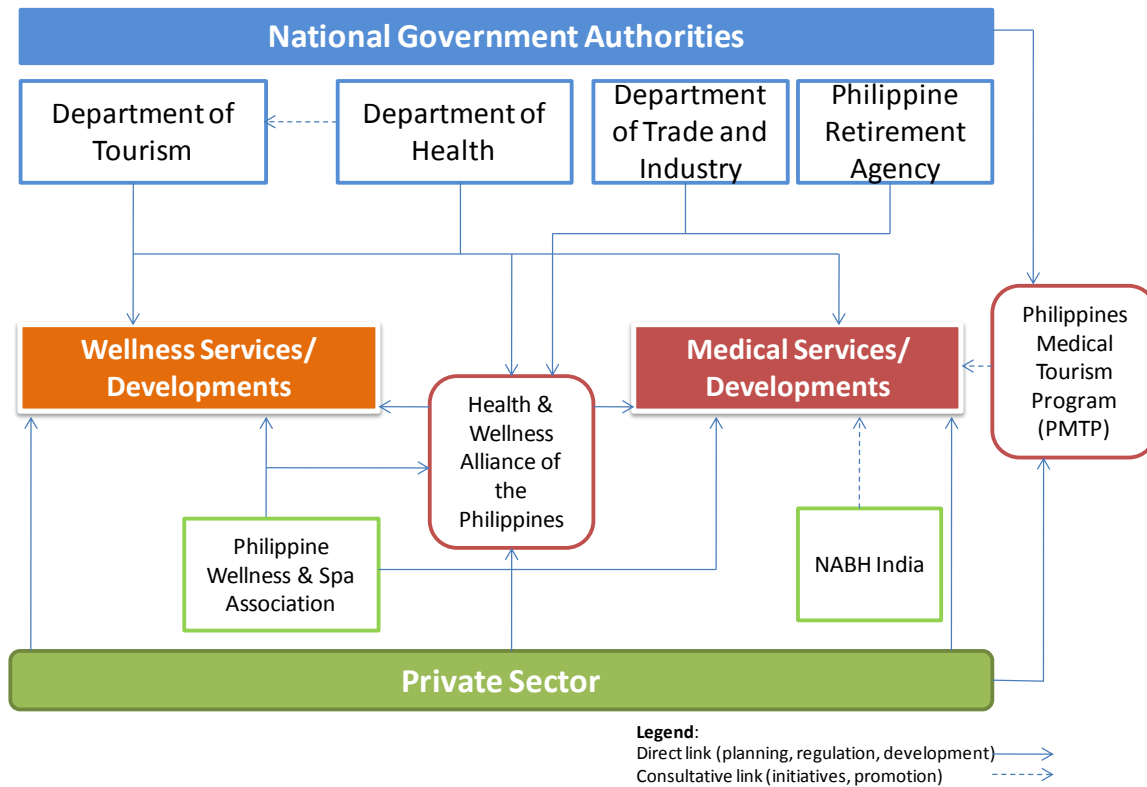 National Government Authorities
Department of
Tourism
Department of
Health
Department
of Trade and
Industry
Philippine
Retirement
Agency
Wellness Services/
Developments
Medical Services/
Developments
Philippines
Medical
Tourism
Program
(PMTP)
Health &
Wellness
Alliance of
the
Philippines
Philippine
Wellness & Spa
Association
NABH India
Private Sector
Legend:
Direct link (planning, regulation, development)
Consultative link (initiatives, promotion)